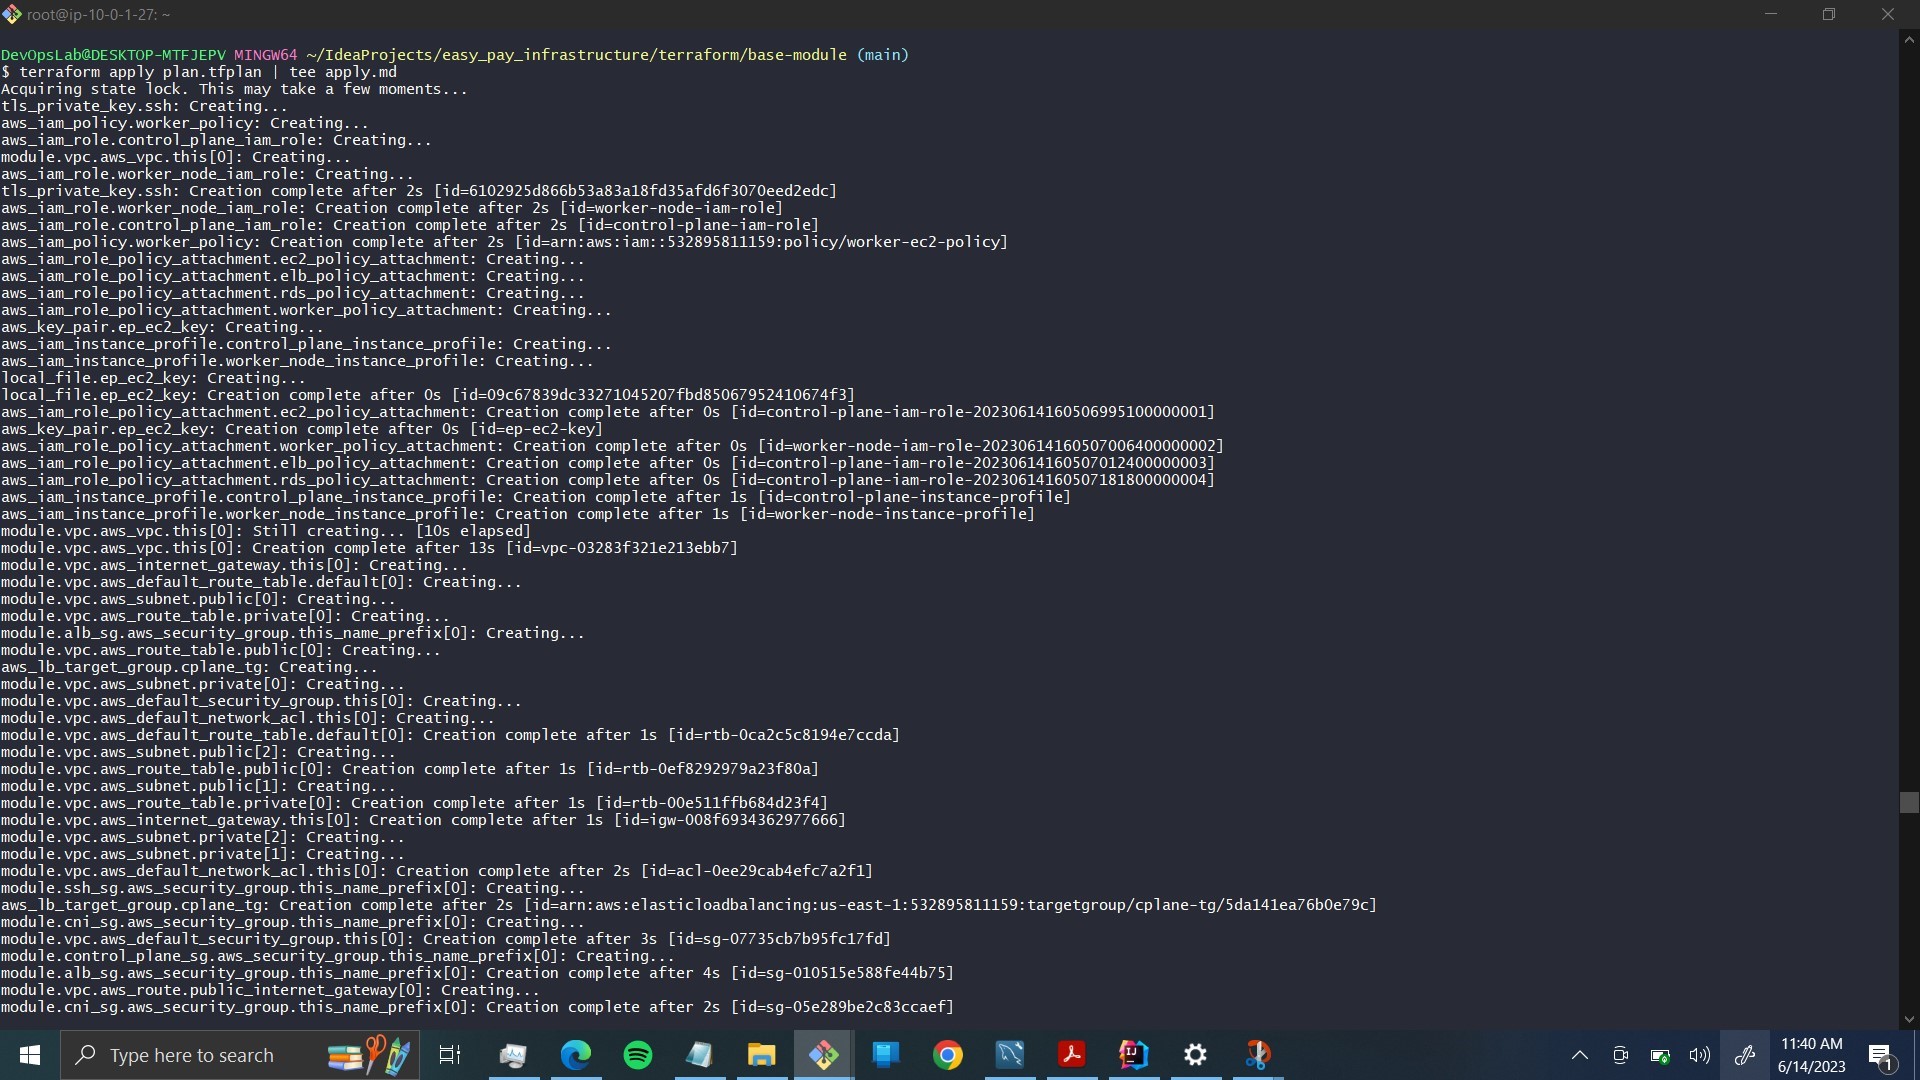 root@ip-10-0-1-27: ~
DevOpsLab@DESKTOP-MTFJEPV MINGW64 ~/IdeaProjects/easy_pay_infrastructure/terraform/base-module (main)
$ terraform apply plan.tfplan | tee apply.md
Acquiring state lock. This may take a few moments...
tls_private_key.ssh: Creating...
aws_iam_policy.worker_policy: Creating...
aws_iam_role.control_plane_iam_role: Creating...
module.vpc.aws_vpc.this[0]: Creating...
aws_iam_role.worker_node_iam_role: Creating...
tls_private_key.ssh: Creation complete after 2s [id=6102925d866b53a83a18fd35afd6f3070eed2edc]
aws_iam_role.worker_node_iam_role: Creation complete after 2s [id=worker-node-iam-role]
aws_iam_role.control_plane_iam_role: Creation complete after 2s [id=control-plane-iam-role]
aws_iam_policy.worker_policy: Creation complete after 2s [id=arn:aws:iam::532895811159:policy/worker-ec2-policy]
aws_iam_role_policy_attachment.ec2_policy_attachment: Creating...
aws_iam_role_policy_attachment.elb_policy_attachment: Creating...
aws_iam_role_policy_attachment.rds_policy_attachment: Creating...
aws_iam_role_policy_attachment.worker_policy_attachment: Creating...
aws_key_pair.ep_ec2_key: Creating...
aws_iam_instance_profile.control_plane_instance_profile: Creating...
aws_iam_instance_profile.worker_node_instance_profile: Creating...
local_file.ep_ec2_key: Creating...
local_file.ep_ec2_key: Creation complete after 0s [id=09c67839dc33271045207fbd850679524​10674f3]
aws_iam_role_policy_attachment.ec2_policy_attachment: Creation complete after 0s [id=control-plane-iam-role-20230614160506995100000001]
aws_key_pair.ep_ec2_key: Creation complete after 0s [id=ep-ec2-key]
aws_iam_role_policy_attachment.worker_policy_attachment: Creation complete after 0s [id=worker-node-iam-role-20230614160507006400000002]
aws_iam_role_policy_attachment.elb_policy_attachment: Creation complete after 0s [id=control-plane-iam-role-20230614160507012400000003]
aws_iam_role_policy_attachment.rds_policy_attachment: Creation complete after 0s [id=control-plane-iam-role-20230614160507181800000004]
aws_iam_instance_profile.control_plane_instance_profile: Creation complete after 1s [id=control-plane-instance-profile]
aws_iam_instance_profile.worker_node_instance_profile: Creation complete after 1s [id=worker-node-instance-profile]
module.vpc.aws_vpc.this[0]: Still creating... [10s elapsed]
module.vpc.aws_vpc.this[0]: Creation complete after 13s [id=vpc-03283f321e213ebb7]
module.vpc.aws_internet_gateway.this[0]: Creating...
module.vpc.aws_default_route_table.default[0]: Creating...
module.vpc.aws_subnet.public[0]: Creating...
module.vpc.aws_route_table.private[0]: Creating...
module.alb_sg.aws_security_group.this_name_prefix[0]: Creating...
module.vpc.aws_route_table.public[0]: Creating...
aws_lb_target_group.cplane_tg: Creating...
module.vpc.aws_subnet.private[0]: Creating...
module.vpc.aws_default_security_group.this[0]: Creating...
module.vpc.aws_default_network_acl.this[0]: Creating...
module.vpc.aws_default_route_table.default[0]: Creation complete after 1s [id=rtb-0ca2c5c8194e7ccda]
module.vpc.aws_subnet.public[2]: Creating...
module.vpc.aws_route_table.public[0]: Creation complete after 1s [id=rtb-0ef8292979a23f80a]
module.vpc.aws_subnet.public[1]: Creating...
module.vpc.aws_route_table.private[0]: Creation complete after 1s [id=rtb-00e511ffb684d23f4]
module.vpc.aws_internet_gateway.this[0]: Creation complete after 1s [id=igw-008f6934362977666]
module.vpc.aws_subnet.private[2]: Creating...
module.vpc.aws_subnet.private[1]: Creating...
module.vpc.aws_default_network_acl.this[0]: Creation complete after 2s [id=acl-0ee29cab4efc7a2f1]
module.ssh_sg.aws_security_group.this_name_prefix[0]: Creating...
aws_lb_target_group.cplane_tg: Creation complete after 2s [id=arn:aws:elasticloadbalancing:us-east-1:532895811159:targetgroup/cplane-tg/5da141ea76b0e79c]
module.cni_sg.aws_security_group.this_name_prefix[0]: Creating...
module.vpc.aws_default_security_group.this[0]: Creation complete after 3s [id=sg-07735cb7b95fc17fd]
module.control_plane_sg.aws_security_group.this_name_prefix[0]: Creating...
module.alb_sg.aws_security_group.this_name_prefix[0]: Creation complete after 4s [id=sg-010515e588fe44b75]
module.vpc.aws_route.public_internet_gateway[0]: Creating...
module.cni_sg.aws_security_group.this_name_prefix[0]: Creation complete after 2s [id=sg-05e289be2c83ccaef]
Type here to search
IJ
11:40 AM
6/14/2023
1